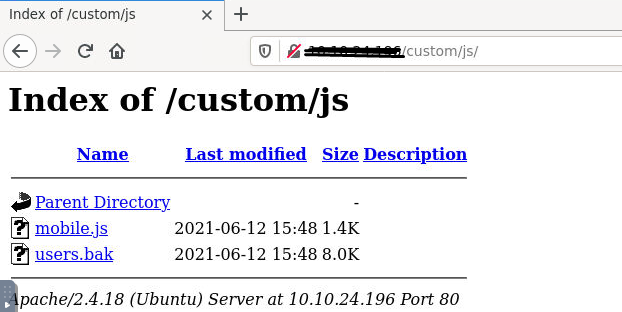 Index of /custom/js
/custom/js/
Index of /custom/js
Name Last modified Size Description
Parent Directory -
mobile.js 2021-06-12 15:48 1.4K
users.bak 2021-06-12 15:48 8.0K
Apache/2.4.18 (Ubuntu) Server at 10.10.24.196 Port 80